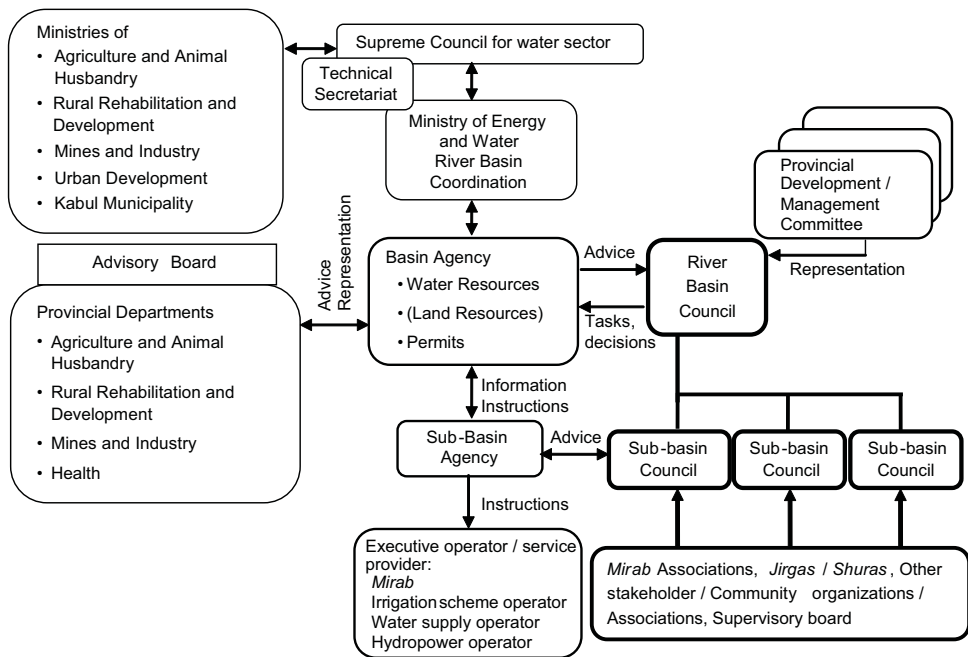 Ministries of
• Agriculture and Animal
Husbandry
• Rural Rehabilitation and
Development
• Mines and Industry
• Urban Development
• Kabul Municipality
Supreme Council for water sector
Technical
Secretariat
Ministry of Energy
and Water
River Basin
Coordination
Provincial
Development /
Management
Committee
Representation
Advisory Board
Provincial Departments
• Agriculture and Animal
Husbandry
• Rural Rehabilitation and
Development
• Mines and Industry
• Health
Advice
Representation
Basin Agency
• Water Resources
• (Land Resources)
• Permits
Advice
Tasks,
decisions
River
Basin
Council
Information
Instructions
Sub-Basin
Agency
Advice
Sub-basin
Council
Sub-basin
Council
Sub-basin
Council
Instructions
Executive operator / service
provider:
Mirab
Irrigation scheme operator
Water supply operator
Hydropower operator
Mirab Associations, Jirgas / Shuras, Other
stakeholder / Community organizations /
Associations, Supervisory board